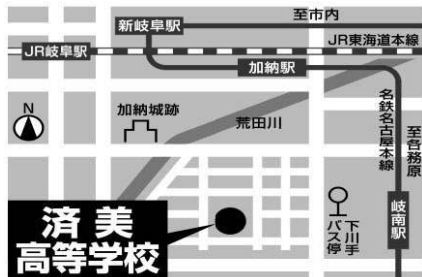 至市内
新岐阜駅
JR東海道本線
JR岐阜駅
加納駅
N
加納城跡
荒田川
名鉄名古屋本線
至各務原
岐南駅
下川手
バス停
済美
高等学校